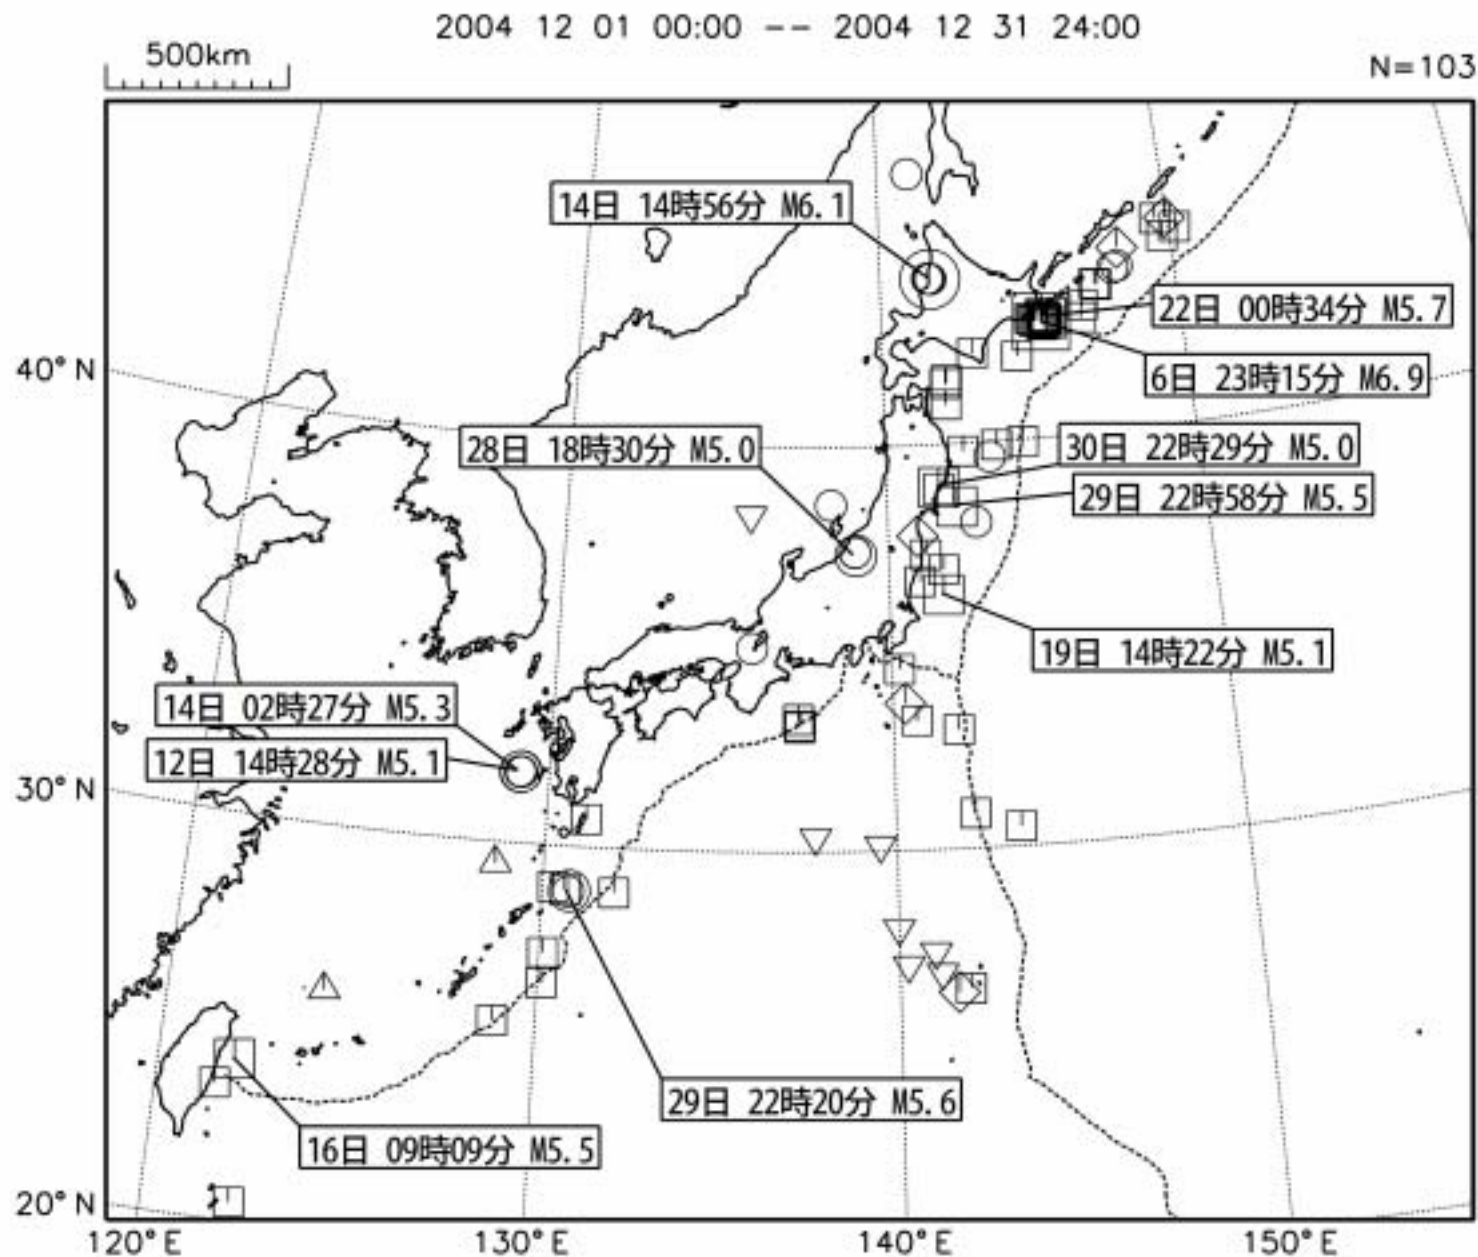 2004 12 01 00:00 -- 2004 12 31 24:00
500km
N=103
14日 14時56分 M6.1
22日 00時34分 M5.7
40°N
6日 23時15分 M6.9
28日 18時30分 M5.0
30日 22時29分 M5.0
29日 22時58分 M5.5
19日 14時22分 M5.1
14日 02時27分 M5.3
12日 14時28分 M5.1
30°N
29日 22時20分 M5.6
16日 09時09分 M5.5
20°N
120°E 130°E 140°E 150°E